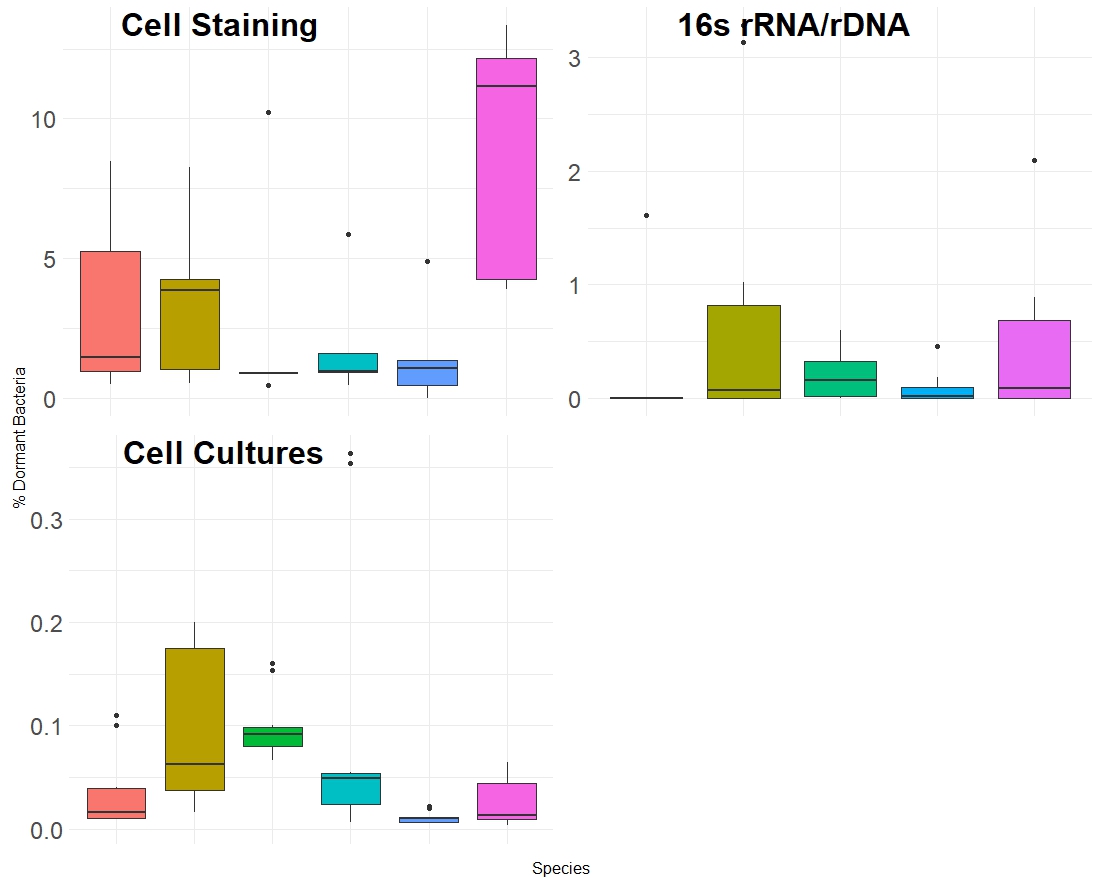 Cell Staining
10
5
0
16s rRNA/rDNA
3
2
1
0
% Dormant Bacteria
Cell Cultures
0.3
0.2
0.1
0.0
Species